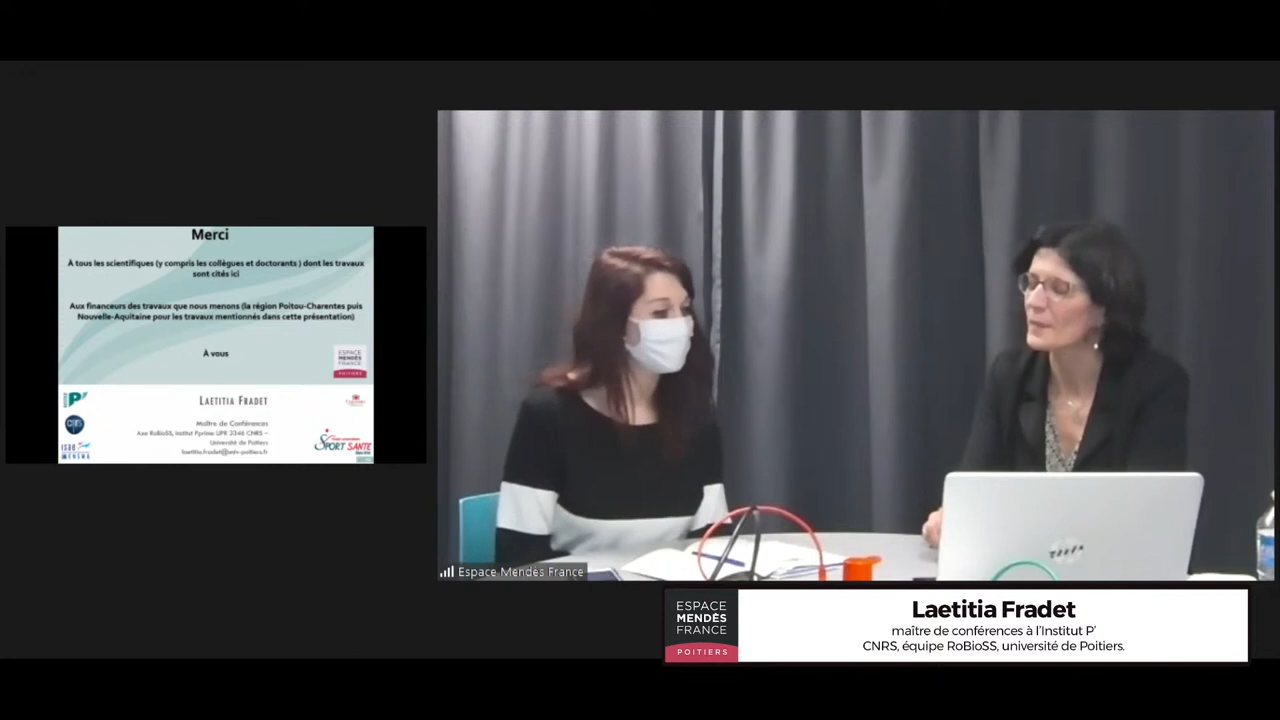 Merci
À tous les scientifiques (y compris les collègues et doctorants ) dont les travaux
sont cités ici
Aux financeurs des travaux que nous menons (la région Poitou-Charentes puis
Nouvelle-Aquitaine pour les travaux mentionnés dans cette présentation)
À vous
ESPACE
MENDÈS
FRANCE
POITIERS
LAETITIA FRADET
Maître de Conférences
Axe RoBioSS, Institut Pprime UPR 3346 CNRS –
Université de Poitiers
laetitia.fradet@univ-poitiers.fr
P'
cnrs
ENSMA
SPORT SANTÉ
Espace Mendès France
ESPACE
MENDÈS
FRANCE
POITIERS
Laetitia Fradet
maître de conférences à l'Institut P'
CNRS, équipe RoBioSS, université de Poitiers.